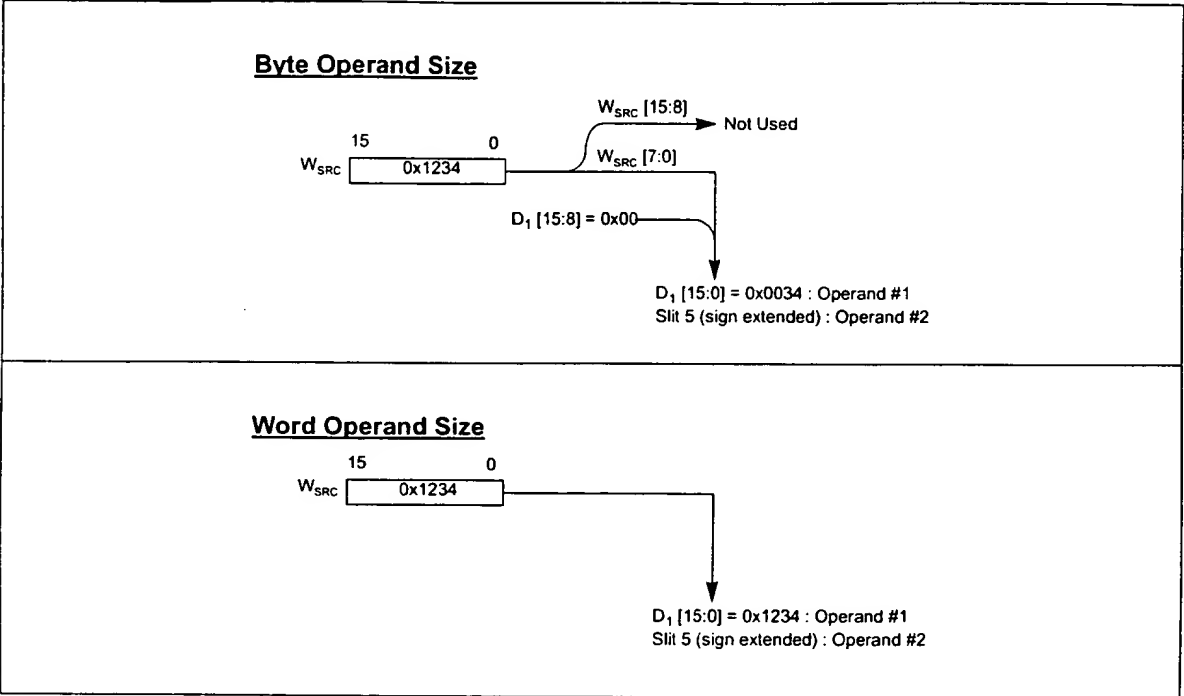 Byte Operand Size
W_SRC [15:8]
Not Used
15 0
W_SRC 0x1234
W_SRC [7:0]
D_1 [15:8] = 0x00
D_1 [15:0] = 0x0034 : Operand #1
Slit 5 (sign extended) : Operand #2
Word Operand Size
15 0
W_SRC 0x1234
D_1 [15:0] = 0x1234 : Operand #1
Slit 5 (sign extended) : Operand #2